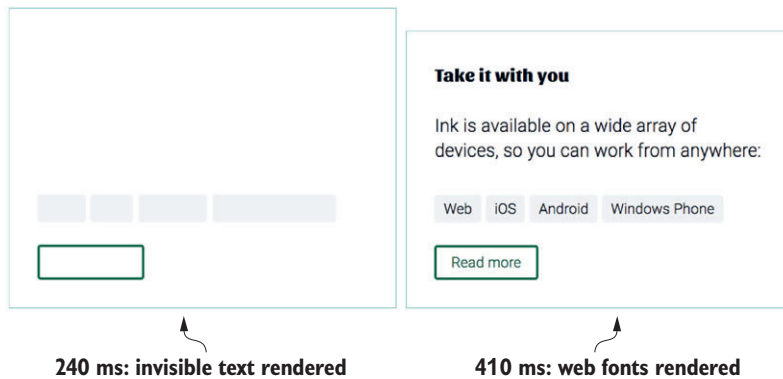 Take it with you
Ink is available on a wide array of
devices, so you can work from anywhere:
Web iOS Android Windows Phone
Read more
240 ms: invisible text rendered
410 ms: web fonts rendered